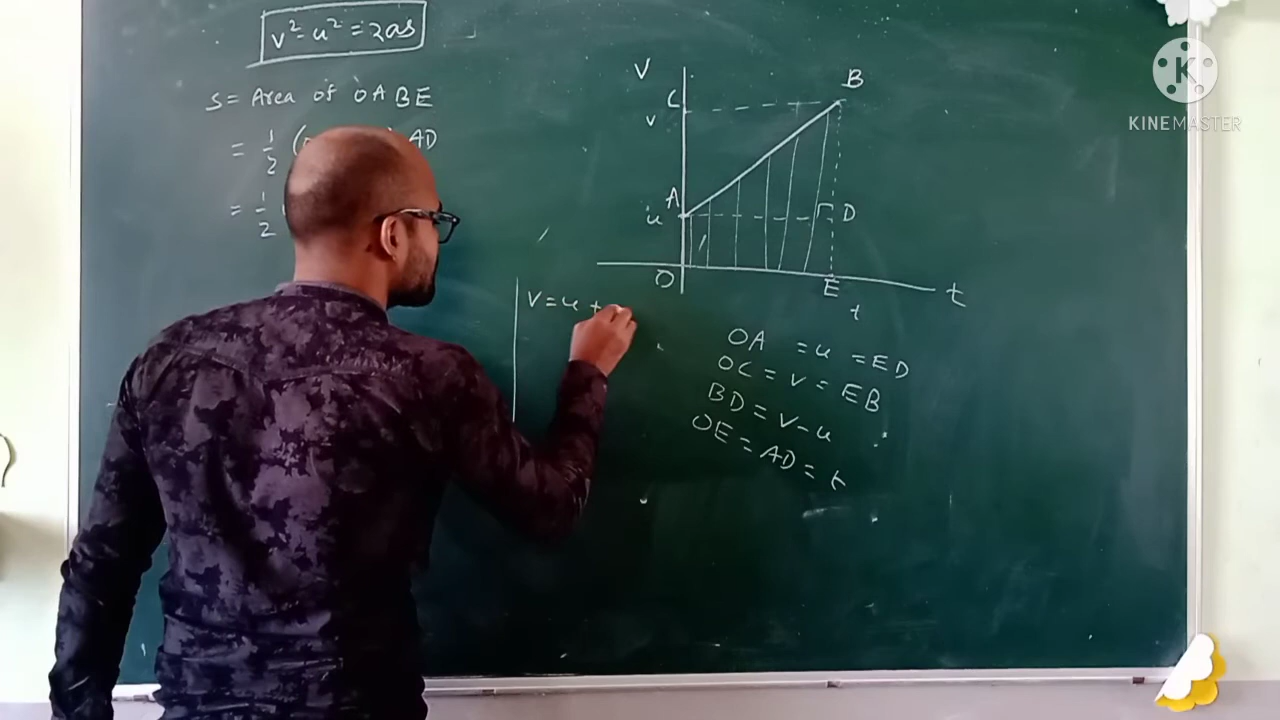 v² - u² = 2as
s = Area of OABE
= 1/2 ( AD
= 1/2
V
C
v
A
u
O
B
D
E
t
t
v = u +
OA = u = ED
OC = v = EB
BD = v - u
OE = AD = t
K
KINEMASTER